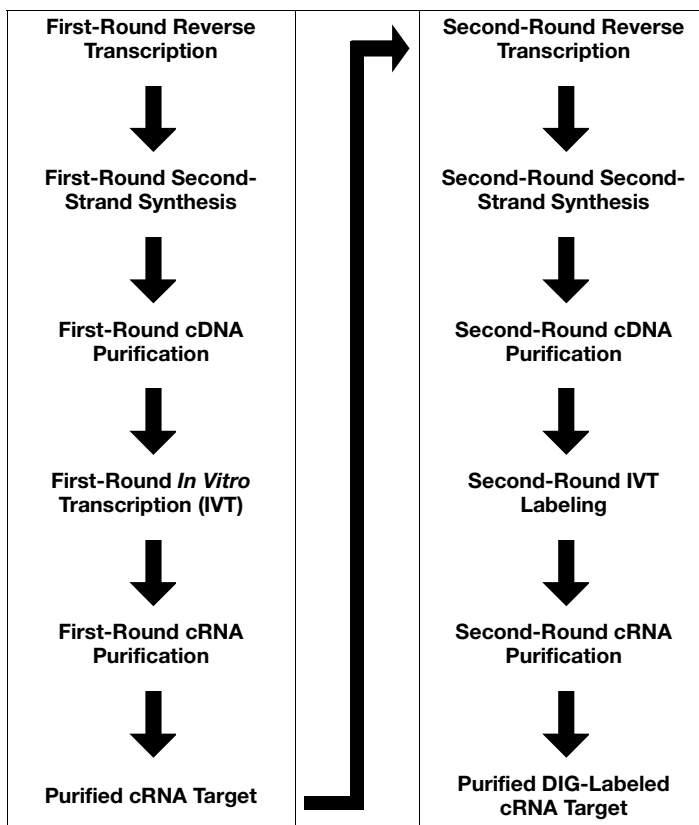 First-Round Reverse
Transcription
First-Round Second-
Strand Synthesis
First-Round cDNA
Purification
First-Round In Vitro
Transcription (IVT)
First-Round cRNA
Purification
Purified cRNA Target
Second-Round Reverse
Transcription
Second-Round Second-
Strand Synthesis
Second-Round cDNA
Purification
Second-Round IVT
Labeling
Second-Round cRNA
Purification
Purified DIG-Labeled
cRNA Target